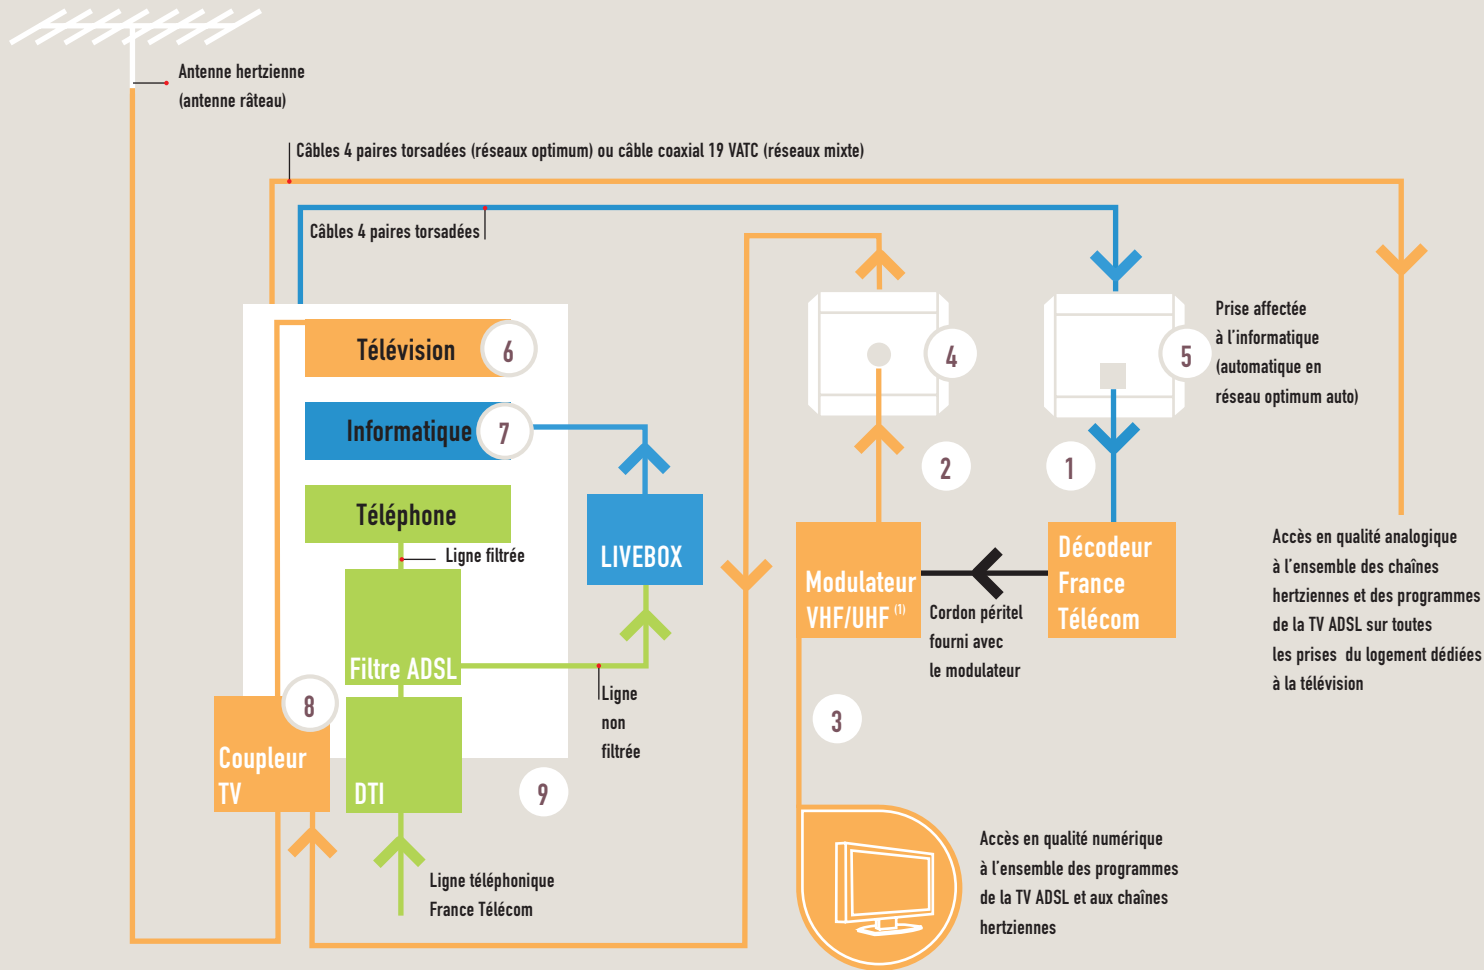 Antenne hertzienne
(antenne râteau)
Câbles 4 paires torsadées (réseaux optimum) ou câble coaxial 19 VATC (réseaux mixte)
Câbles 4 paires torsadées
Télévision
6
Informatique
7
Téléphone
Ligne filtrée
LIVEBOX
Filtre ADSL
Ligne
non
filtrée
8
Coupleur
TV
DTI
9
Ligne téléphonique
France Télécom
4
5
Prise affectée
à l'informatique
(automatique en
réseau optimum auto)
2
1
Modulateur
VHF/UHF (1)
Décodeur
France
Télécom
Cordon péritel
fourni avec
le modulateur
3
Accès en qualité analogique
à l'ensemble des chaînes
hertziennes et des programmes
de la TV ADSL sur toutes
les prises du logement dédiées
à la télévision
Accès en qualité numérique
à l'ensemble des programmes
de la TV ADSL et aux chaînes
hertziennes